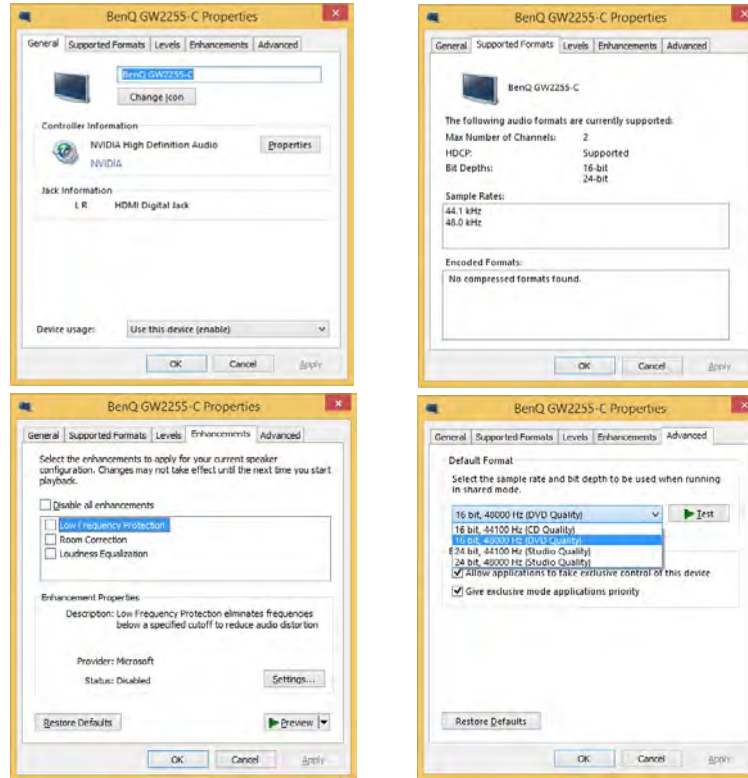 BenQ GW2255-C Properties
General Supported Formats Levels Enhancements Advanced
BenQ GW2255-C
Change Icon
Controller Information
NVIDIA High Definition Audio Properties
NVIDIA
Jack Information
L R HDMI Digital Jack
Device usage: Use this device (enable)
OK Cancel Apply
BenQ GW2255-C Properties
General Supported Formats Levels Enhancements Advanced
BenQ GW2255-C
The following audio formats are currently supported:
Max Number of Channels: 2
HDCP: Supported
Bit Depths: 16-bit
24-bit
Sample Rates:
44.1 kHz
48.0 kHz
Encoded Formats:
No compressed formats found.
OK Cancel Apply
BenQ GW2255-C Properties
General Supported Formats Levels Enhancements Advanced
Select the enhancements to apply for your current speaker
configuration. Changes may not take effect until the next time you start
playback.
Disable all enhancements
Low Frequency Protection
Room Correction
Loudness Equalization
Enhancement Properties
Description: Low Frequency Protection eliminates frequencies
below a specified cutoff to reduce audio distortion
Provider: Microsoft
Status: Disabled Settings...
Restore Defaults Preview
OK Cancel Apply
BenQ GW2255-C Properties
General Supported Formats Levels Enhancements Advanced
Default Format
Select the sample rate and bit depth to be used when running
in shared mode.
16 bit, 48000 Hz (DVD Quality) Test
16 bit, 44100 Hz (CD Quality)
16 bit, 48000 Hz (DVD Quality)
24 bit, 44100 Hz (Studio Quality)
24 bit, 48000 Hz (Studio Quality)
Allow applications to take exclusive control of this device
Give exclusive mode applications priority
Restore Defaults
OK Cancel Apply